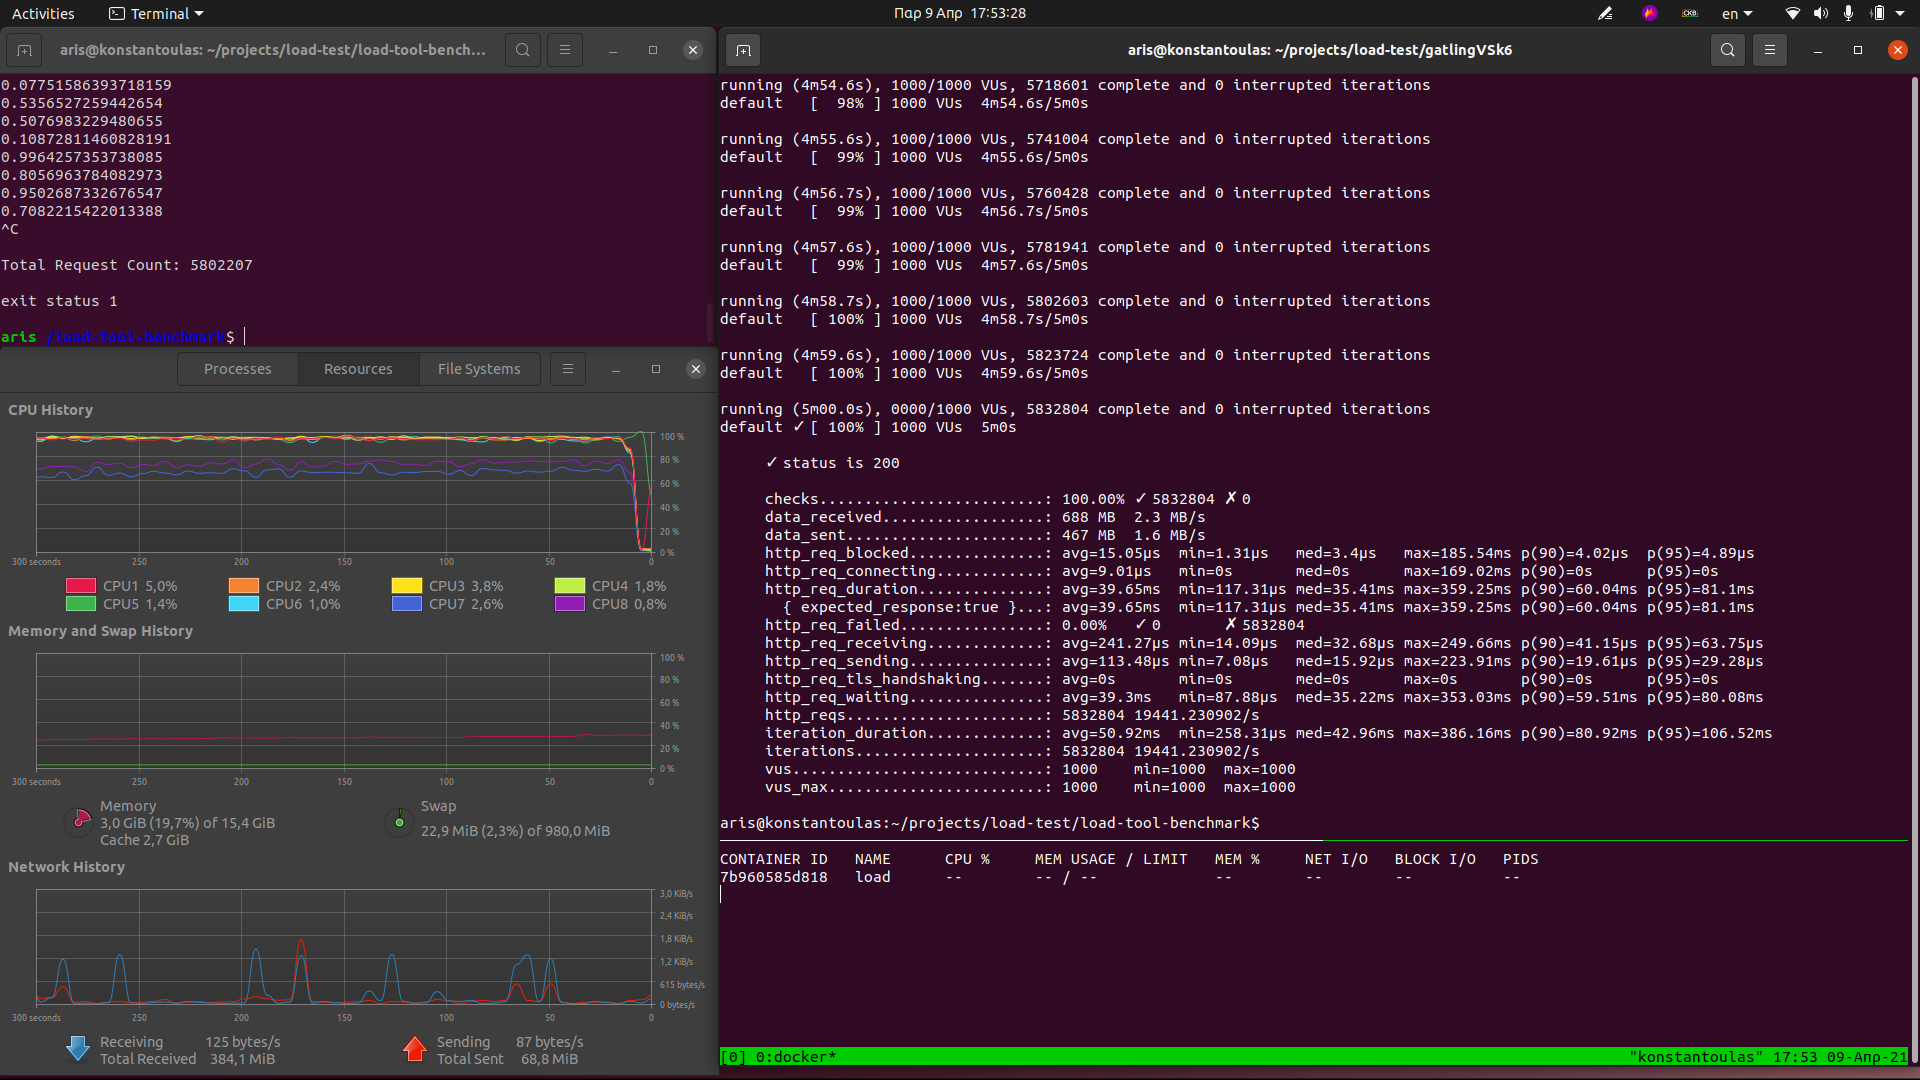 Activities
Terminal
Παρ 9 Απρ 17:53:28
en
aris@konstantoulas: ~/projects/load-test/load-tool-bench...
0.07751586393718159
0.5356527259442654
0.5076983229480655
0.10872811460828191
0.9964257353738085
0.8056963784082973
0.9502687332676547
0.7082215422013388
^C
Total Request Count: 5802207
exit status 1
aris /load-tool-benchmark$
Processes
Resources
File Systems
CPU History
100 %
80 %
60 %
40 %
20 %
0 %
300 seconds 250 200 150 100 50 0
CPU1 5,0% CPU2 2,4% CPU3 3,8% CPU4 1,8%
CPU5 1,4% CPU6 1,0% CPU7 2,6% CPU8 0,8%
Memory and Swap History
100 %
80 %
60 %
40 %
20 %
0 %
300 seconds 250 200 150 100 50 0
Memory
3,0 GiB (19,7%) of 15,4 GiB
Cache 2,7 GiB
Swap
22,9 MiB (2,3%) of 980,0 MiB
Network History
3,0 KiB/s
2,4 KiB/s
1,8 KiB/s
1,2 KiB/s
615 bytes/s
0 bytes/s
300 seconds 250 200 150 100 50 0
Receiving 125 bytes/s
Total Received 384,1 MiB
Sending 87 bytes/s
Total Sent 68,8 MiB
aris@konstantoulas: ~/projects/load-test/gatlingVSk6
running (4m54.6s), 1000/1000 VUs, 5718601 complete and 0 interrupted iterations
default [ 98% ] 1000 VUs 4m54.6s/5m0s
running (4m55.6s), 1000/1000 VUs, 5741004 complete and 0 interrupted iterations
default [ 99% ] 1000 VUs 4m55.6s/5m0s
running (4m56.7s), 1000/1000 VUs, 5760428 complete and 0 interrupted iterations
default [ 99% ] 1000 VUs 4m56.7s/5m0s
running (4m57.6s), 1000/1000 VUs, 5781941 complete and 0 interrupted iterations
default [ 99% ] 1000 VUs 4m57.6s/5m0s
running (4m58.7s), 1000/1000 VUs, 5802603 complete and 0 interrupted iterations
default [ 100% ] 1000 VUs 4m58.7s/5m0s
running (4m59.6s), 1000/1000 VUs, 5823724 complete and 0 interrupted iterations
default [ 100% ] 1000 VUs 4m59.6s/5m0s
running (5m00.0s), 0000/1000 VUs, 5832804 complete and 0 interrupted iterations
default ✓ [ 100% ] 1000 VUs 5m0s
✓ status is 200
checks.........................: 100.00% ✓ 5832804 ✗ 0
data_received..................: 688 MB 2.3 MB/s
data_sent......................: 467 MB 1.6 MB/s
http_req_blocked...............: avg=15.05µs min=1.31µs med=3.4µs max=185.54ms p(90)=4.02µs p(95)=4.89µs
http_req_connecting............: avg=9.01µs min=0s med=0s max=169.02ms p(90)=0s p(95)=0s
http_req_duration..............: avg=39.65ms min=117.31µs med=35.41ms max=359.25ms p(90)=60.04ms p(95)=81.1ms
{ expected_response:true }...: avg=39.65ms min=117.31µs med=35.41ms max=359.25ms p(90)=60.04ms p(95)=81.1ms
http_req_failed................: 0.00% ✓ 0 ✗ 5832804
http_req_receiving.............: avg=241.27µs min=14.09µs med=32.68µs max=249.66ms p(90)=41.15µs p(95)=63.75µs
http_req_sending...............: avg=113.48µs min=7.08µs med=15.92µs max=223.91ms p(90)=19.61µs p(95)=29.28µs
http_req_tls_handshaking.......: avg=0s min=0s med=0s max=0s p(90)=0s p(95)=0s
http_req_waiting...............: avg=39.3ms min=87.88µs med=35.22ms max=353.03ms p(90)=59.51ms p(95)=80.08ms
http_reqs......................: 5832804 19441.230902/s
iteration_duration.............: avg=50.92ms min=258.31µs med=42.96ms max=386.16ms p(90)=80.92ms p(95)=106.52ms
iterations.....................: 5832804 19441.230902/s
vus............................: 1000 min=1000 max=1000
vus_max........................: 1000 min=1000 max=1000
aris@konstantoulas:~/projects/load-test/load-tool-benchmark$
CONTAINER ID NAME CPU % MEM USAGE / LIMIT MEM % NET I/O BLOCK I/O PIDS
7b960585d818 load -- -- / -- -- -- -- --
[0] 0:docker* "konstantoulas" 17:53 09-Απρ-21